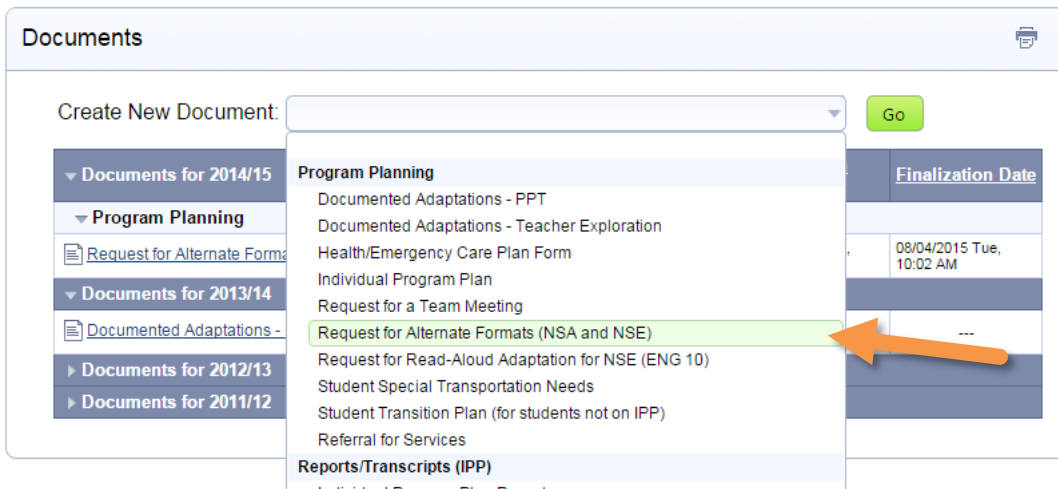 Documents
Create New Document:
Go
Documents for 2014/15
Finalization Date
Program Planning
Request for Alternate Forma
08/04/2015 Tue,
10:02 AM
Documents for 2013/14
Documented Adaptations -
---
Documents for 2012/13
Documents for 2011/12
Program Planning
Documented Adaptations - PPT
Documented Adaptations - Teacher Exploration
Health/Emergency Care Plan Form
Individual Program Plan
Request for a Team Meeting
Request for Alternate Formats (NSA and NSE)
Request for Read-Aloud Adaptation for NSE (ENG 10)
Student Special Transportation Needs
Student Transition Plan (for students not on IPP)
Referral for Services
Reports/Transcripts (IPP)